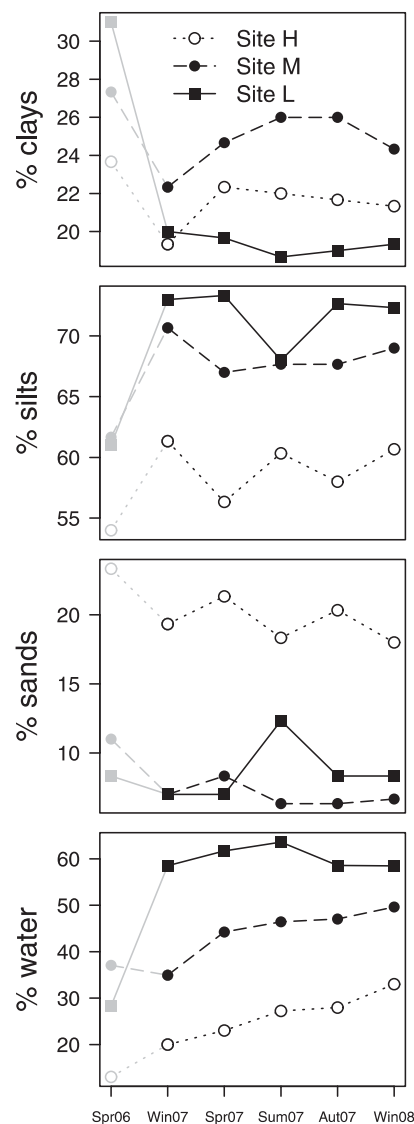 Site H
Site M
Site L
% clays
30
28
26
24
22
20
% silts
70
65
60
55
% sands
20
15
10
% water
60
50
40
30
20
Spr06 Win07 Spr07 Sum07 Aut07 Win08